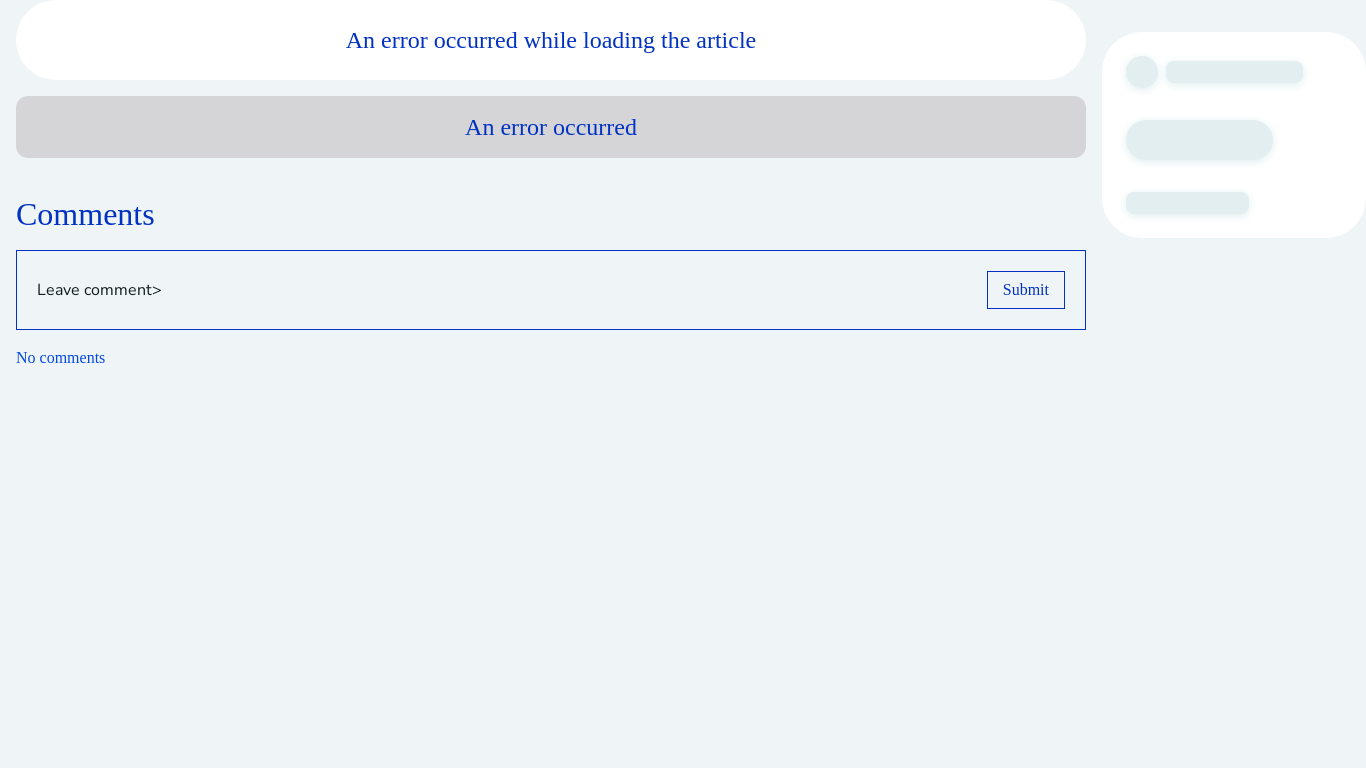 An error occurred while loading the article
An error occurred
Comments
Leave comment>
Submit
No comments